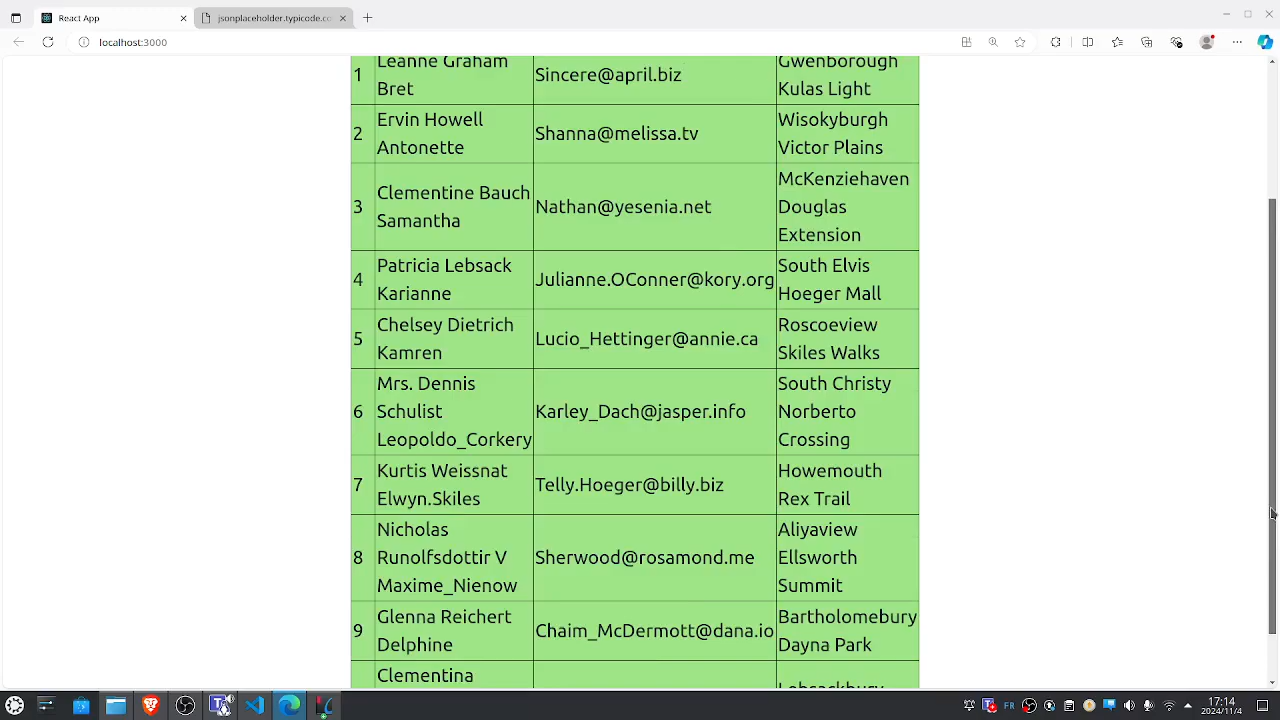 React App
jsonplaceholder.typicode.co
localhost:3000
1
Leanne Graham
Bret
Sincere@april.biz
Gwenborough
Kulas Light
2
Ervin Howell
Antonette
Shanna@melissa.tv
Wisokyburgh
Victor Plains
3
Clementine Bauch
Samantha
Nathan@yesenia.net
McKenziehaven
Douglas
Extension
4
Patricia Lebsack
Karianne
Julianne.OConner@kory.org
South Elvis
Hoeger Mall
5
Chelsey Dietrich
Kamren
Lucio_Hettinger@annie.ca
Roscoeview
Skiles Walks
6
Mrs. Dennis
Schulist
Leopoldo_Corkery
Karley_Dach@jasper.info
South Christy
Norberto
Crossing
7
Kurtis Weissnat
Elwyn.Skiles
Telly.Hoeger@billy.biz
Howemouth
Rex Trail
8
Nicholas
Runolfsdottir V
Maxime_Nienow
Sherwood@rosamond.me
Aliyaview
Ellsworth
Summit
9
Glenna Reichert
Delphine
Chaim_McDermott@dana.io
Bartholomebury
Dayna Park
Clementina
Lebsackbury
FR
17:14
2024/11/4